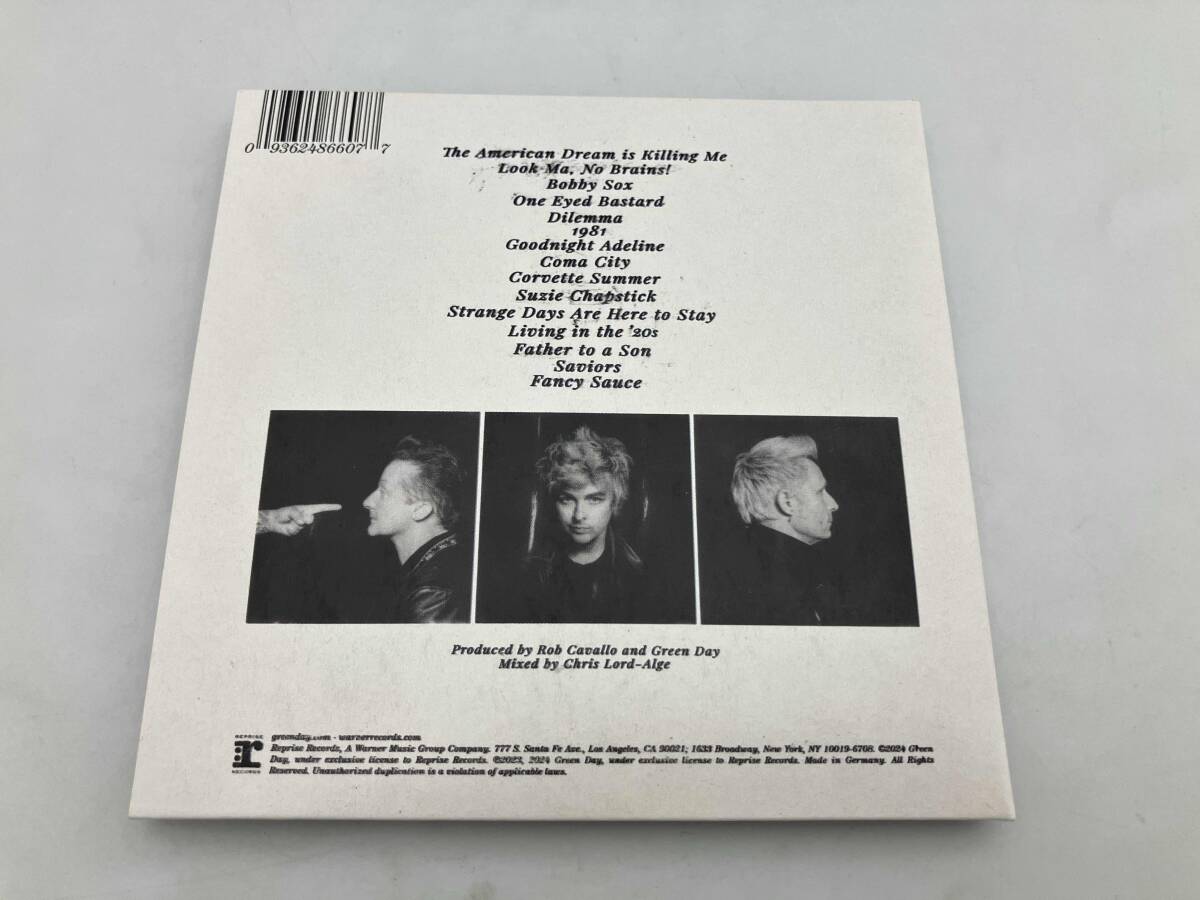 0 93624 86607 7
The American Dream is Killing Me
Look Ma, No Brains!
Bobby Sox
One Eyed Bastard
Dilemma
1981
Goodnight Adeline
Coma City
Corvette Summer
Suzie Chapstick
Strange Days Are Here to Stay
Living in the '20s
Father to a Son
Saviors
Fancy Sauce
Produced by Rob Cavallo and Green Day
Mixed by Chris Lord-Alge
REPRISE
r
RECORDS
greenday.com - warnerrecords.com
Reprise Records, A Warner Music Group Company. 777 S. Santa Fe Ave., Los Angeles, CA 90021; 1633 Broadway, New York, NY 10019-6708. ©2024 Green
Day, under exclusive license to Reprise Records. ℗2023, 2024 Green Day, under exclusive license to Reprise Records. Made in Germany. All Rights
Reserved. Unauthorized duplication is a violation of applicable laws.